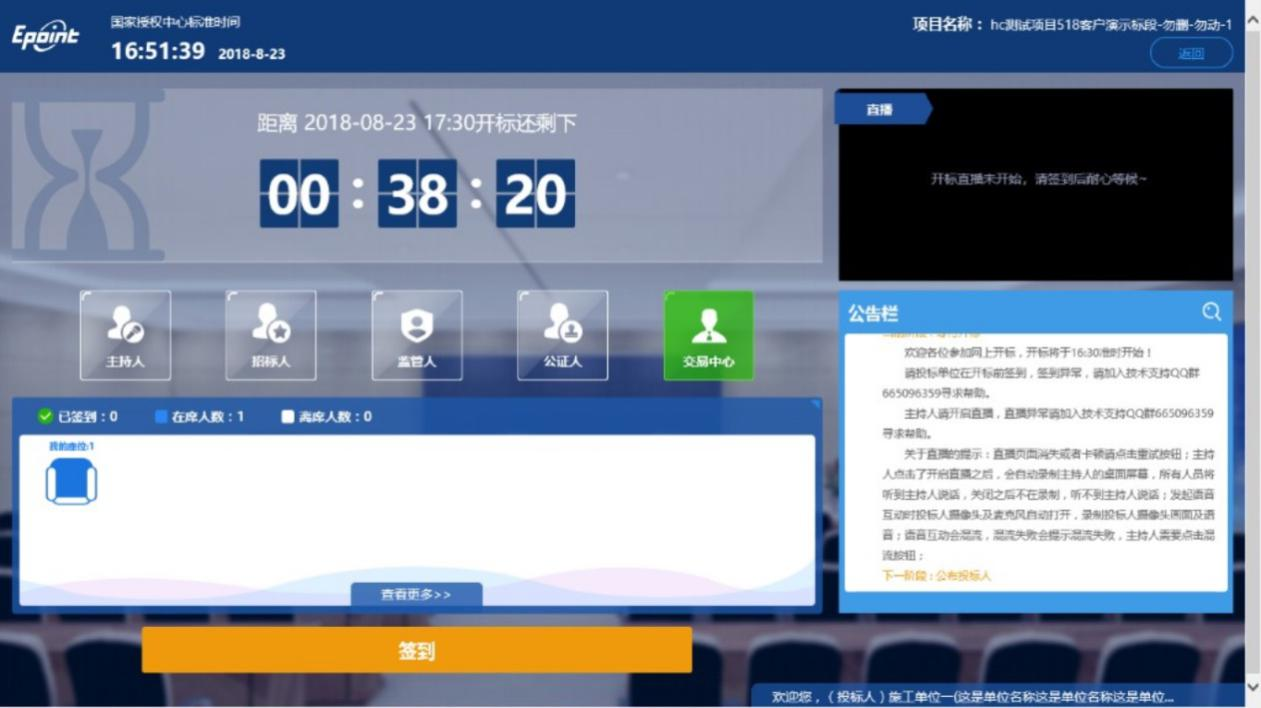 Epoint
国家授权中心标准时间
16:51:39 2018-8-23
项目名称：hc测试项目518客户演示标段-勿删-勿动-1
返回
距离 2018-08-23 17:30开标还剩下
00 : 38 : 20
直播
开标直播未开始，请签到后耐心等候~
主持人
招标人
监管人
公证人
交易中心
公告栏
欢迎各位参加网上开标，开标将于16:30准时开始！
请投标单位在开标前签到，签到异常，请加入技术支持QQ群
665096359寻求帮助。
主持人请开启直播，直播异常请加入技术支持QQ群665096359
寻求帮助。
关于直播的提示：直播页面消失或者卡顿请点击重试按钮；主持
人点击了开启直播之后，会自动录制主持人的桌面屏幕，所有人员将
听到主持人说话，关闭之后不在录制，听不到主持人说话；发起语音
互动时投标人摄像头及麦克风自动打开，录制投标人摄像头画面及语
音；语音互动会混流，混流失败会提示混流失败，主持人需要点击混
流按钮；
下一阶段：公布投标人
已签到：0 在席人数：1 离席人数：0
我的座位:1
查看更多>>
签到
欢迎您，（投标人）施工单位一(这是单位名称这是单位名称这是单位...